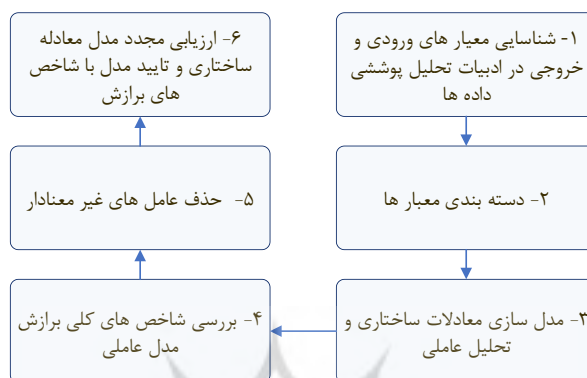 ۱- شناسایی معیار های ورودی و
خروجی در ادبیات تحلیل پوششی
داده ها
۲- دسته بندی معبار ها
۳- مدل سازی معادلات ساختاری و
تحلیل عاملی
۴- بررسی شاخص های کلی برازش
مدل عاملی
۵- حذف عامل های غیر معنادار
۶- ارزیابی مجدد مدل معادله
ساختاری و تایید مدل با شاخص
های برازش